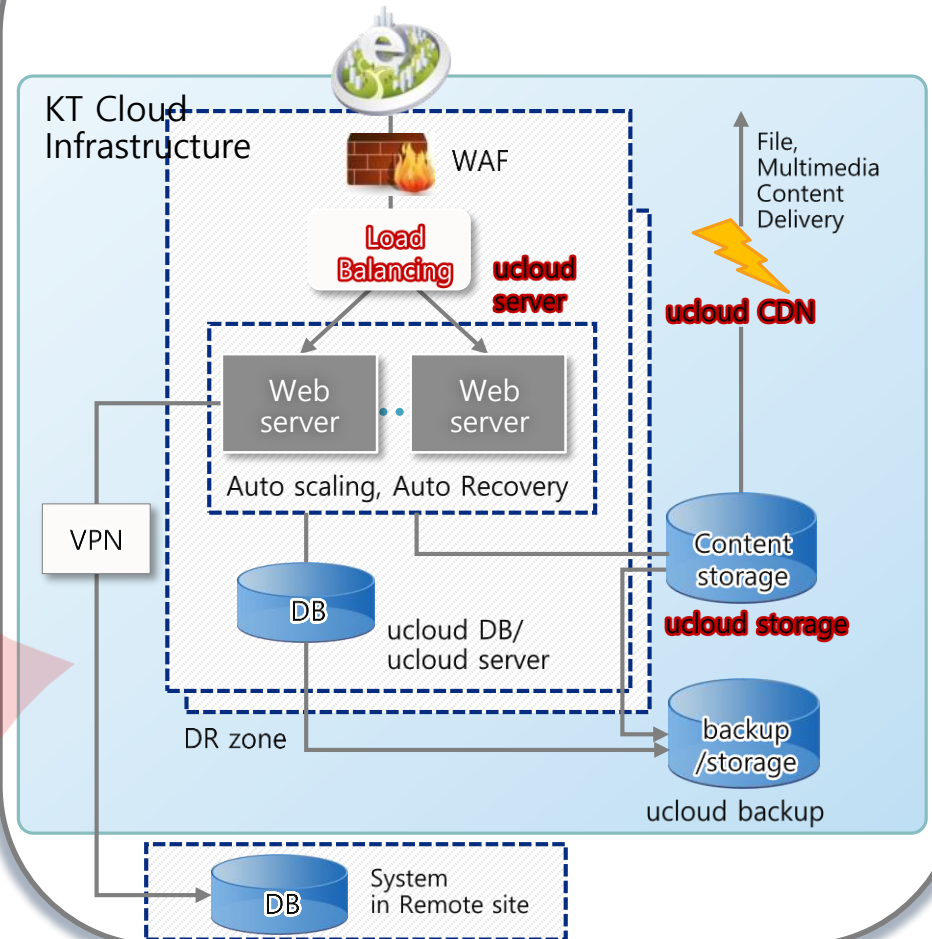 e
KT Cloud
Infrastructure
WAF
File,
Multimedia
Content
Delivery
Load
Balancing
ucloud
server
ucloud CDN
Web
server
Web
server
Auto scaling, Auto Recovery
VPN
Content
storage
DB
ucloud storage
ucloud DB/
ucloud server
DR zone
backup
/storage
ucloud backup
DB
System
in Remote site